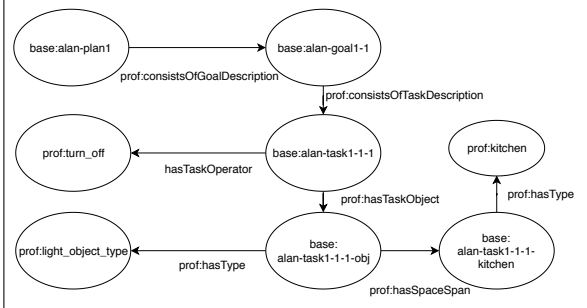 base:alan-plan1
base:alan-goal1-1
prof:consistsOfGoalDescription
prof:consistsOfTaskDescription
prof:turn_off
base:alan-task1-1-1
prof:kitchen
hasTaskOperator
prof:hasTaskObject
prof:hasType
prof:light_object_type
base:
alan-task1-1-1-obj
base:
alan-task1-1-1-
kitchen
prof:hasType
prof:hasSpaceSpan